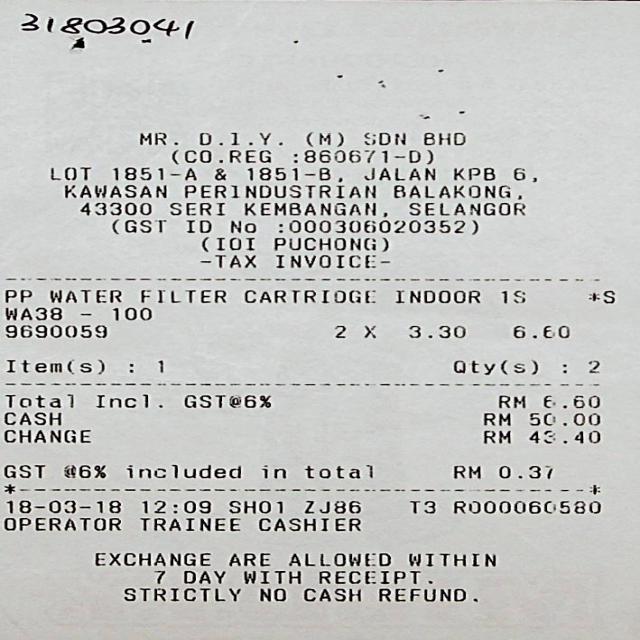 31803041
MR. D.I.Y. (M) SDN BHD
(CO.REG :860671-D)
LOT 1851-A & 1851-B, JALAN KPB 6,
KAWASAN PERINDUSTRIAN BALAKONG,
43300 SERI KEMBANGAN, SELANGOR
(GST ID No :000306020352)
(IOI PUCHONG)
-TAX INVOICE-
PP WATER FILTER CARTRIDGE INDOOR 1S *S
WA38 - 100
9690059 2 X 3.30 6.60
Item(s) : 1 Qty(s) : 2
Total Incl. GST@6% RM 6.60
CASH RM 50.00
CHANGE RM 43.40
GST @6% included in total RM 0.37
*--------------------------------------*
18-03-18 12:09 SH01 ZJ86 T3 R000060580
OPERATOR TRAINEE CASHIER
EXCHANGE ARE ALLOWED WITHIN
7 DAY WITH RECEIPT.
STRICTLY NO CASH REFUND.